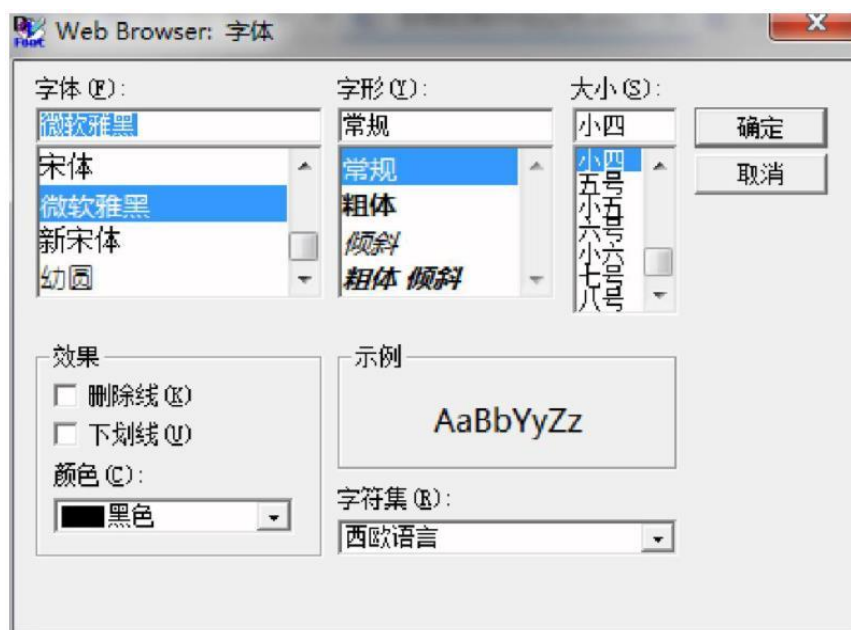 Web Browser: 字体
字体(F): 字形(Y): 大小(S):
微软雅黑 常规 小四 确定
宋体 常规 小四 取消
微软雅黑 粗体 五号
新宋体 倾斜 小五
幼圆 粗体 倾斜 六号
小六
七号
八号
效果 示例
删除线(K)
下划线(U)
AaBbYyZz
颜色(C):
黑色
字符集(R):
西欧语言